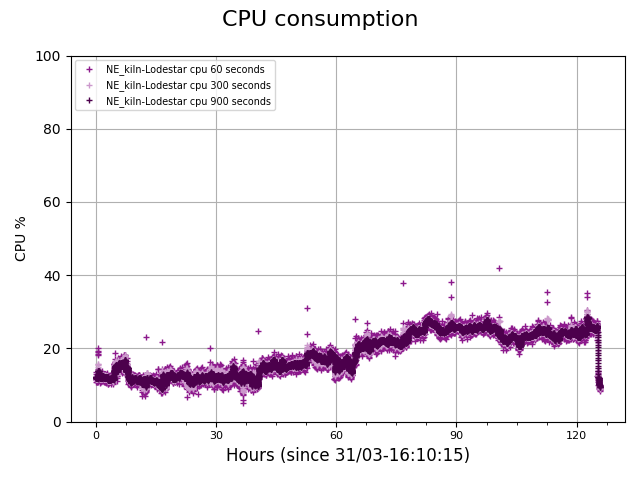 CPU consumption
100
80
60
40
20
0
CPU %
NE_kiln-Lodestar cpu 60 seconds
NE_kiln-Lodestar cpu 300 seconds
NE_kiln-Lodestar cpu 900 seconds
0 30 60 90 120
Hours (since 31/03-16:10:15)